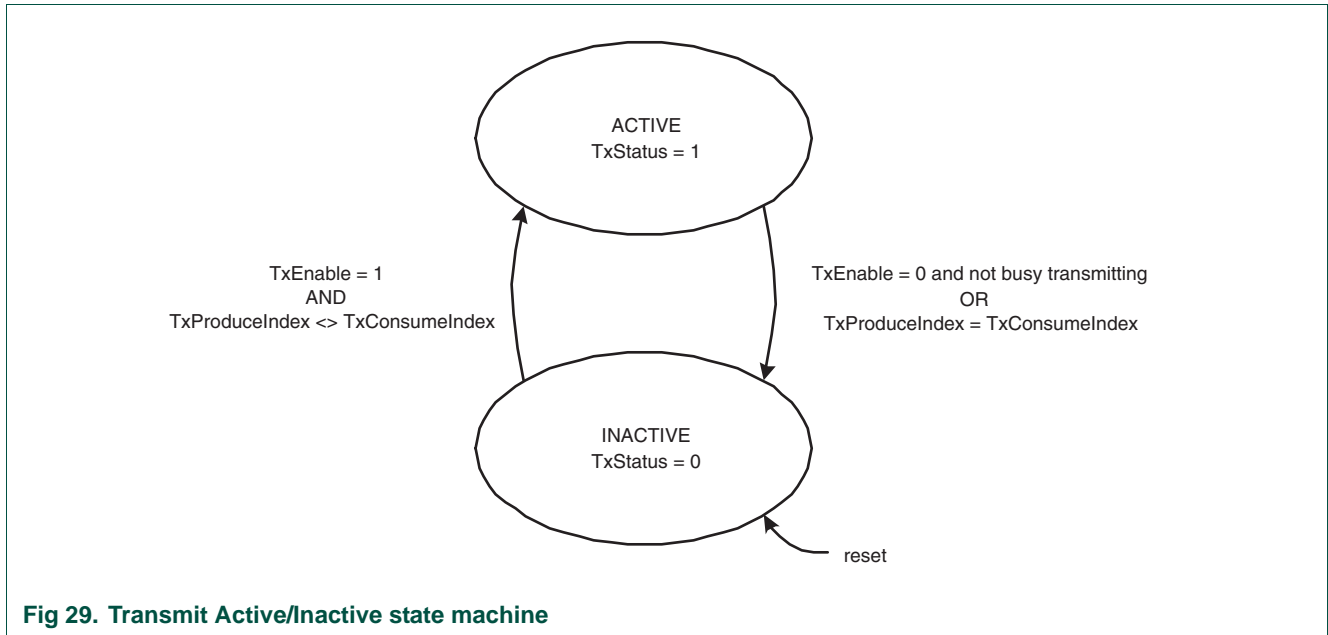 ACTIVE
TxStatus = 1
TxEnable = 1
AND
TxProduceIndex <> TxConsumeIndex
TxEnable = 0 and not busy transmitting
OR
TxProduceIndex = TxConsumeIndex
INACTIVE
TxStatus = 0
reset
Fig 29. Transmit Active/Inactive state machine